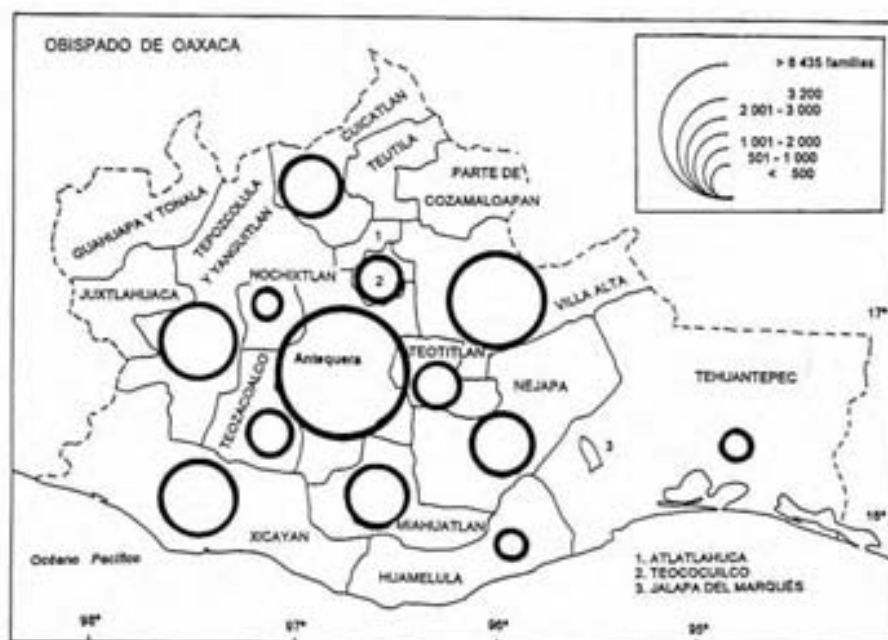 OBISPADO DE OAXACA
> 8 435 familias
3 200
2 001 - 3 000
1 001 - 2 000
501 - 1 000
< 500
CUICATLAN
TEUTILA
PARTE DE
COZAMALOAPAN
GUAHUAPA Y TONALA
TEPOZCOLULA
Y YANGUITLAN
1
2
NOCHIXTLAN
JUXTLAHUACA
VILLA ALTA
17°
Antequera
TEOTITLAN
NEJAPA
TEHUANTEPEC
TEOZACOALCO
3
MIAHUATLAN
16°
XICAYAN
Océano Pacífico
HUAMELULA
1. ATLATLAHUCA
2. TEOCOCUILCO
3. JALAPA DEL MARQUÉS
98°
97°
96°
95°